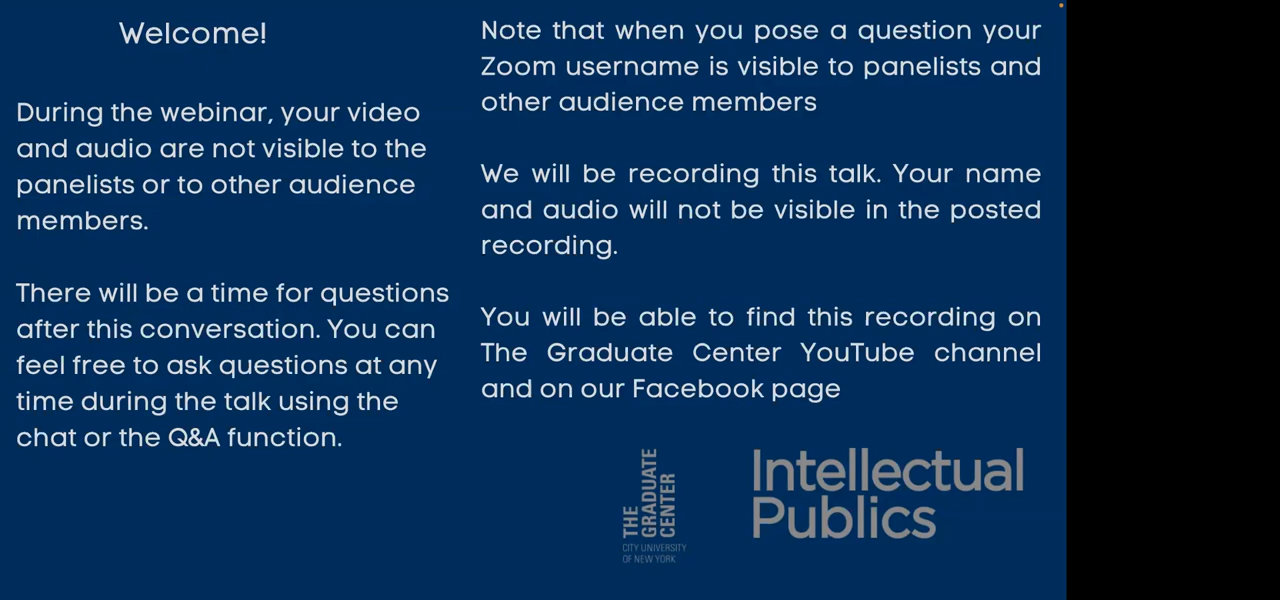 Welcome!
During the webinar, your video
and audio are not visible to the
panelists or to other audience
members.
There will be a time for questions
after this conversation. You can
feel free to ask questions at any
time during the talk using the
chat or the Q&A function.
Note that when you pose a question your
Zoom username is visible to panelists and
other audience members
We will be recording this talk. Your name
and audio will not be visible in the posted
recording.
You will be able to find this recording on
The Graduate Center YouTube channel
and on our Facebook page
THE
GRADUATE
CENTER
CITY UNIVERSITY
OF NEW YORK
Intellectual
Publics